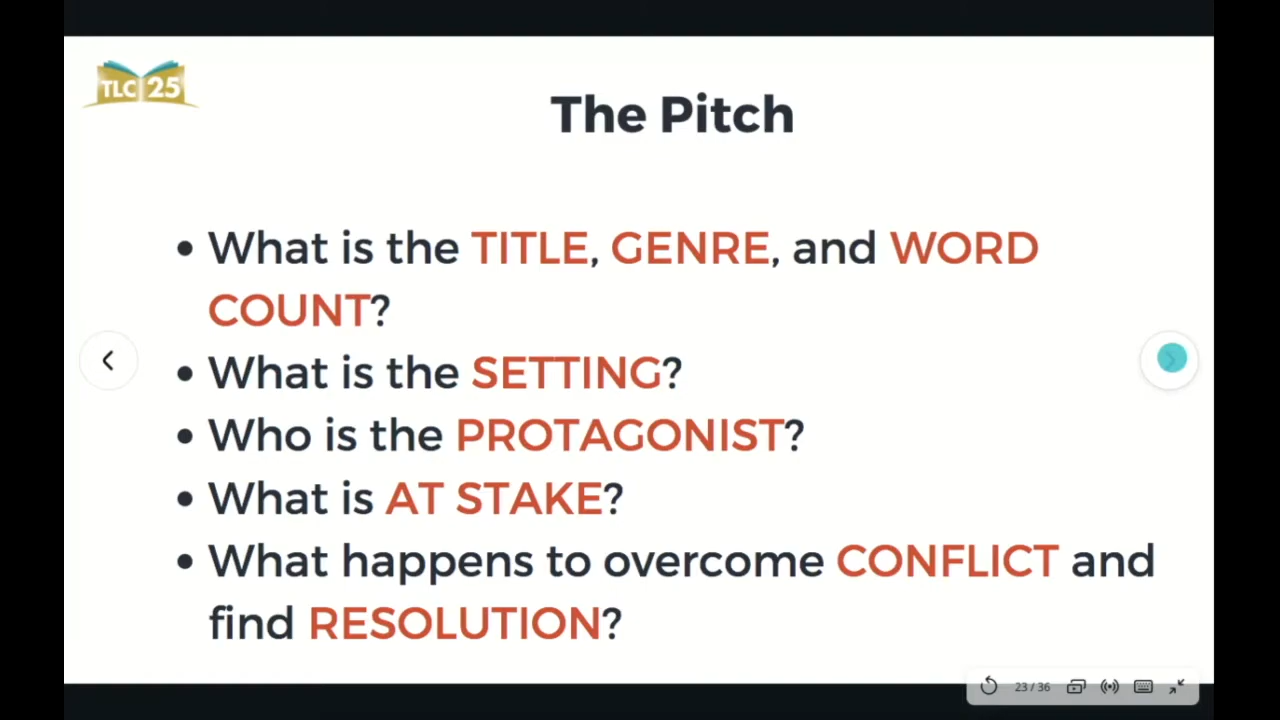 TLC 25
The Pitch
• What is the TITLE, GENRE, and WORD
COUNT?
• What is the SETTING?
• Who is the PROTAGONIST?
• What is AT STAKE?
• What happens to overcome CONFLICT and
find RESOLUTION?
23 / 36